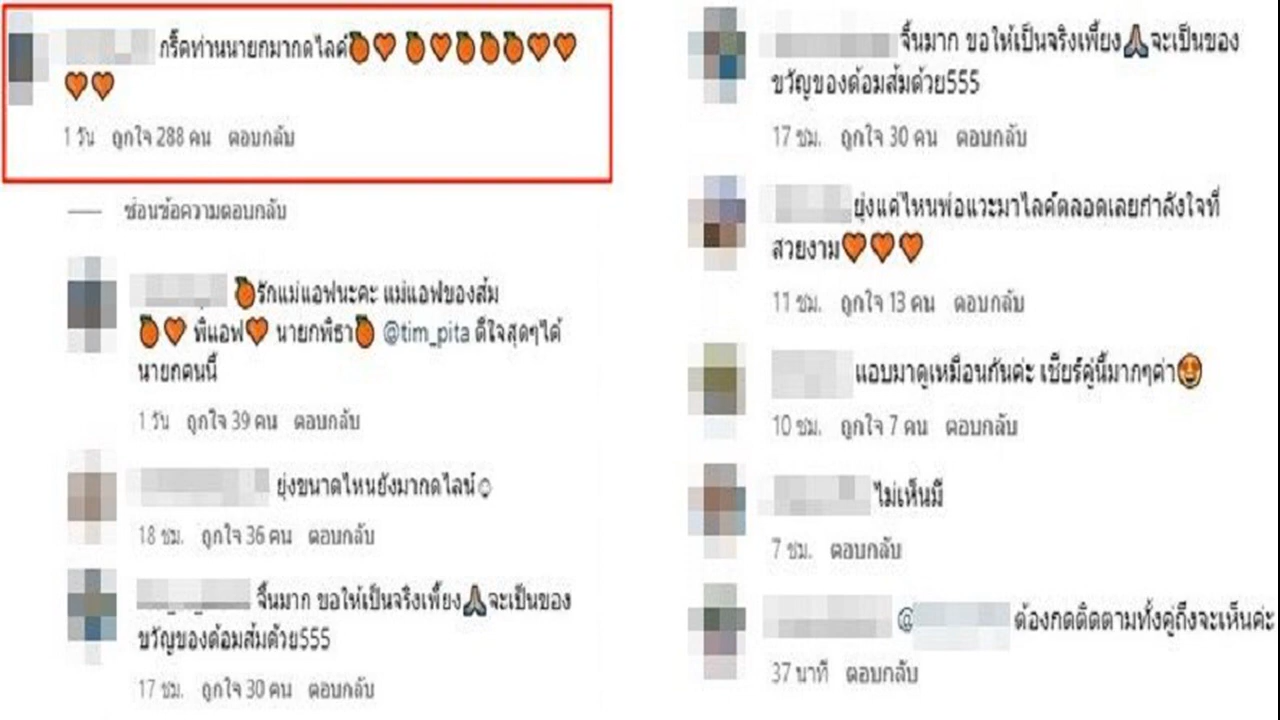 กรี๊ดท่านนายกมากดไลค์🍊🧡 🍊🧡🍊🍊🍊🧡🧡
🧡🧡
1 วัน ถูกใจ 288 คน ตอบกลับ
ซ่อนข้อความตอบกลับ
🍊รักแม่แอฟนะคะ แม่แอฟของส้ม
🍊🧡 พี่แอฟ🧡 นายกพิธา🍊 @tim_pita ดีใจสุดๆได้
นายกคนนี้
1 วัน ถูกใจ 39 คน ตอบกลับ
ยุ่งขนาดไหนยังมากดไลน์☺
18 ชม. ถูกใจ 36 คน ตอบกลับ
จิ้นมาก ขอให้เป็นจริงเพี้ยง🙏จะเป็นของ
ขวัญของด้อมส้มด้วย555
17 ชม. ถูกใจ 30 คน ตอบกลับ
จิ้นมาก ขอให้เป็นจริงเพี้ยง🙏จะเป็นของ
ขวัญของด้อมส้มด้วย555
17 ชม. ถูกใจ 30 คน ตอบกลับ
ยุ่งแค่ไหนพ่อแวะมาไลค์ตลอดเลยกำลังใจที่
สวยงาม🧡🧡🧡
11 ชม. ถูกใจ 13 คน ตอบกลับ
แอบมาดูเหมือนกันค่ะ เชียร์คู่นี้มากๆค่า🤩
10 ชม. ถูกใจ 7 คน ตอบกลับ
ไม่เห็นมี
7 ชม. ตอบกลับ
@ ต้องกดติดตามทั้งคู่ถึงจะเห็นค่ะ
37 นาที ตอบกลับ